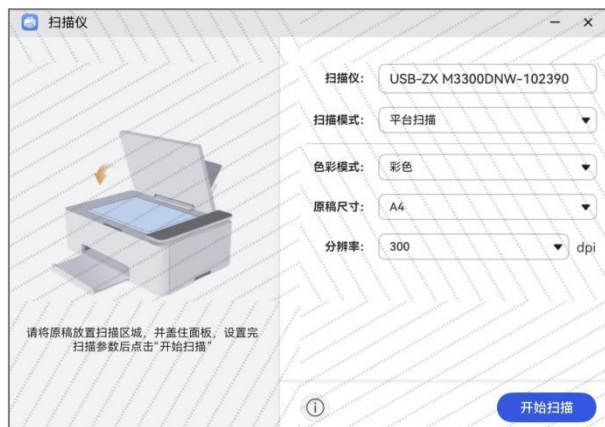 扫描仪
扫描仪： USB-ZX M3300DNW-102390
扫描模式： 平台扫描
色彩模式： 彩色
原稿尺寸： A4
分辨率： 300 dpi
请将原稿放置扫描区域，并盖住面板，设置完
扫描参数后点击“开始扫描”
开始扫描